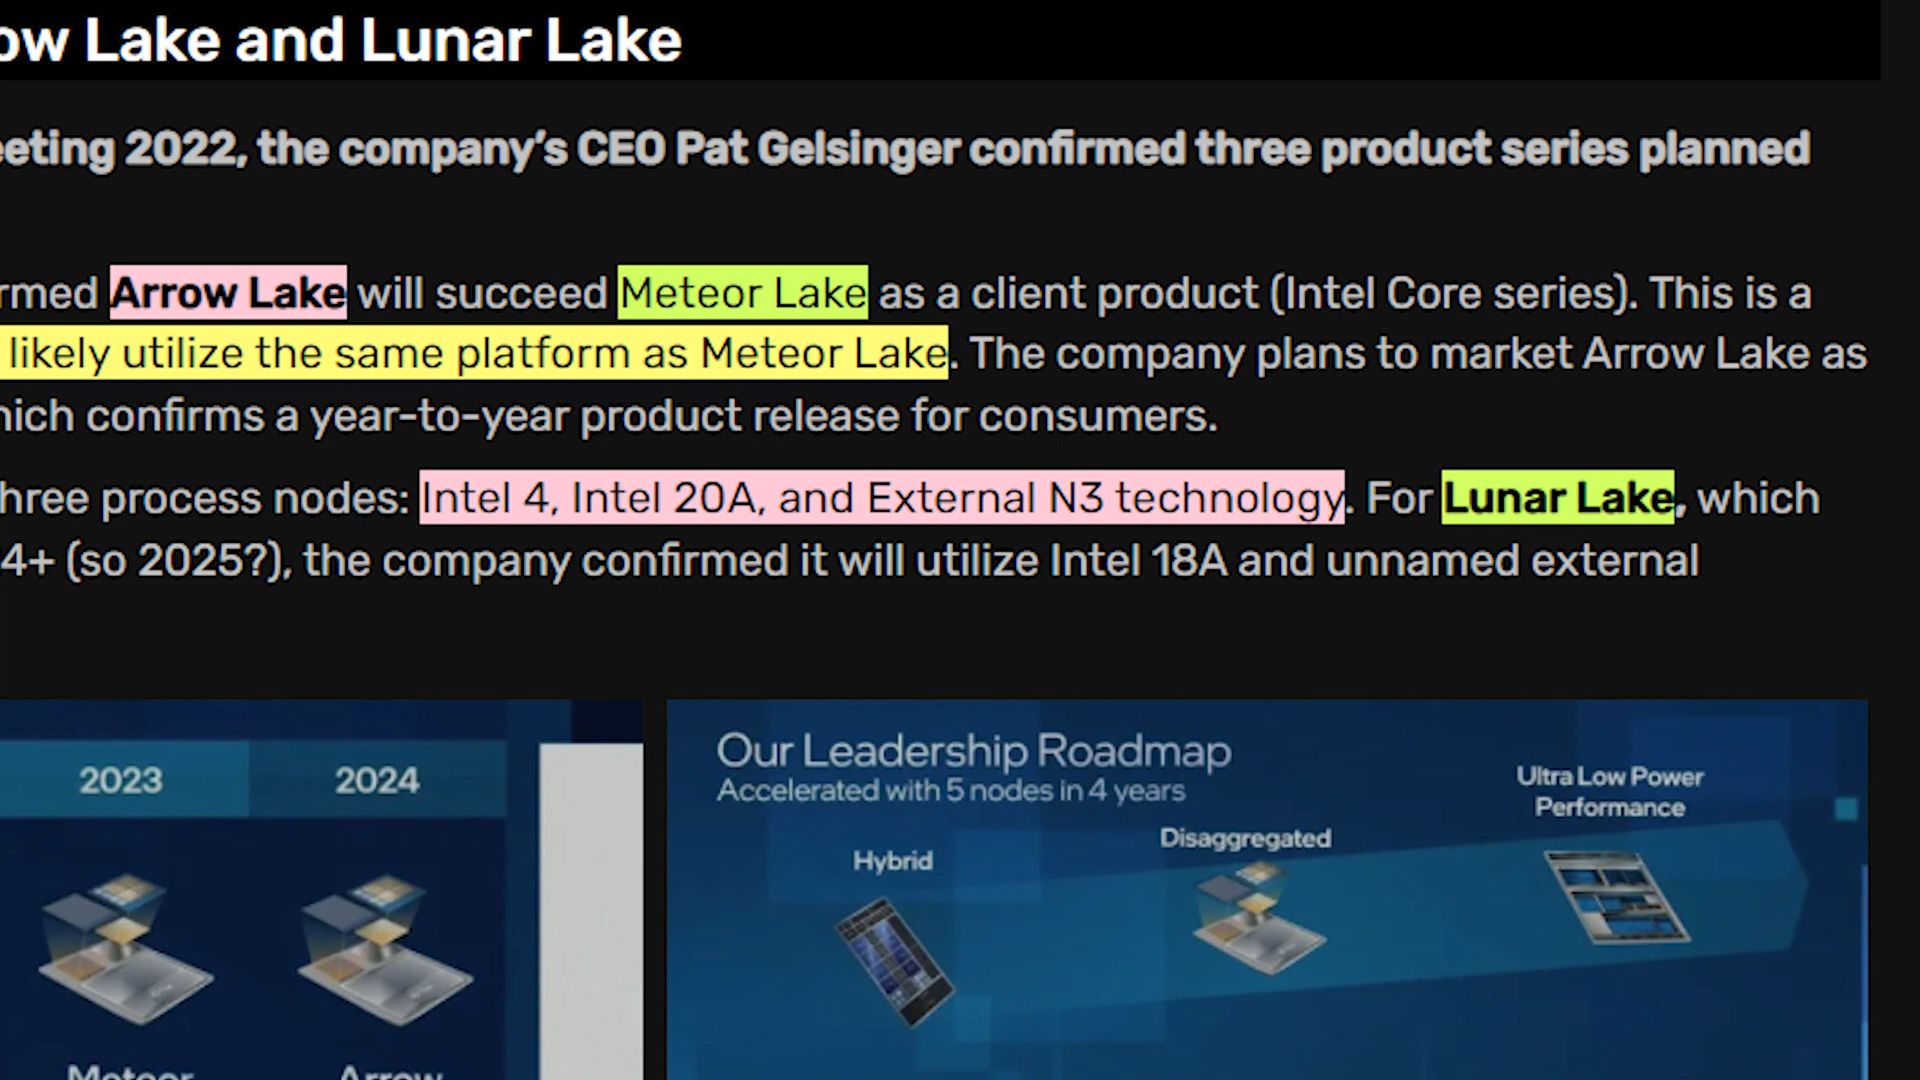 ow Lake and Lunar Lake
eeting 2022, the company's CEO Pat Gelsinger confirmed three product series planned
rmed Arrow Lake will succeed Meteor Lake as a client product (Intel Core series). This is a
likely utilize the same platform as Meteor Lake. The company plans to market Arrow Lake as
hich confirms a year-to-year product release for consumers.
hree process nodes: Intel 4, Intel 20A, and External N3 technology. For Lunar Lake, which
4+ (so 2025?), the company confirmed it will utilize Intel 18A and unnamed external
2023
2024
Meteor
Arrow
Our Leadership Roadmap
Accelerated with 5 nodes in 4 years
Hybrid
Disaggregated
Ultra Low Power
Performance